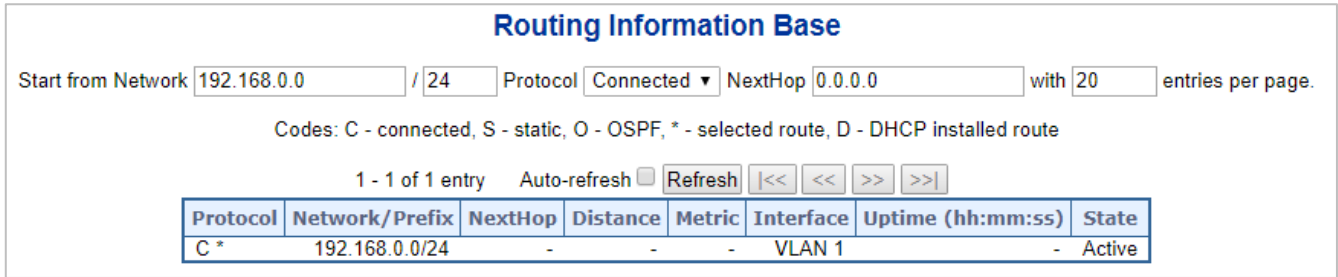 Routing Information Base
Start from Network 192.168.0.0 / 24 Protocol Connected ▾ NextHop 0.0.0.0 with 20 entries per page.
Codes: C - connected, S - static, O - OSPF, * - selected route, D - DHCP installed route
1 - 1 of 1 entry Auto-refresh Refresh |<< << >> >>|
Protocol Network/Prefix NextHop Distance Metric Interface Uptime (hh:mm:ss) State
C * 192.168.0.0/24 - - - VLAN 1 - Active